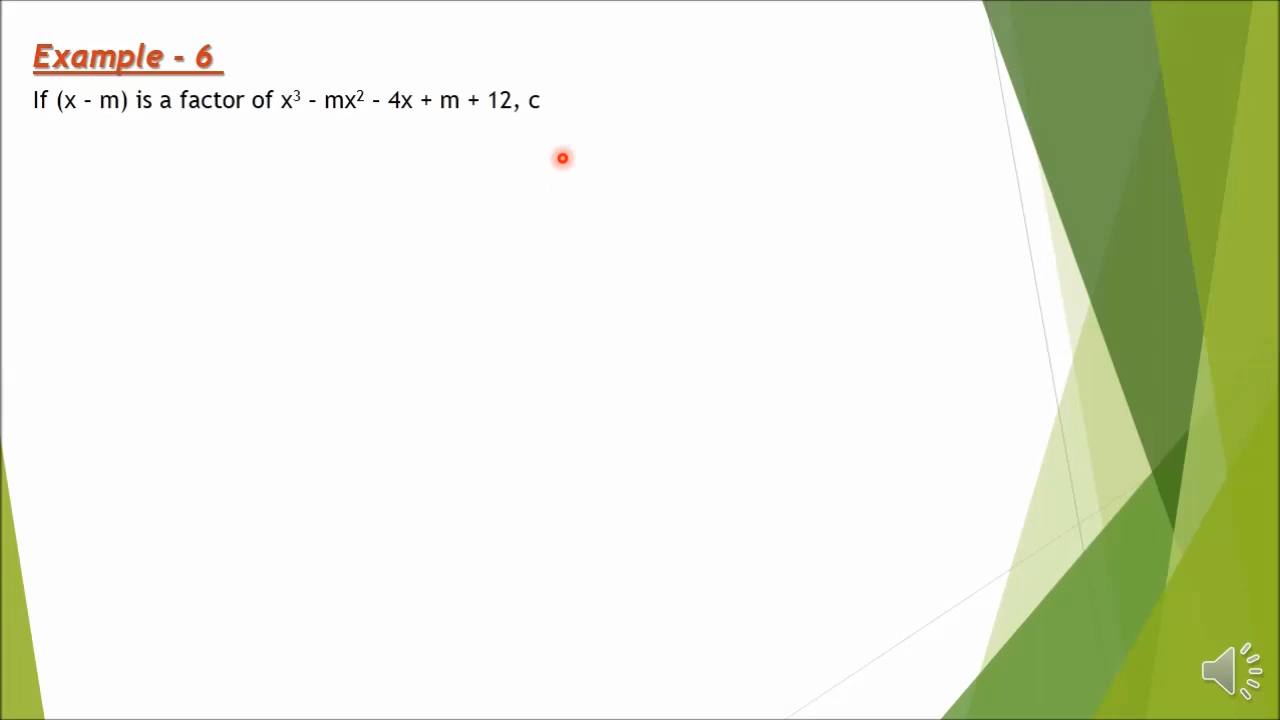 Example - 6
If (x - m) is a factor of x³ - mx² - 4x + m + 12, c